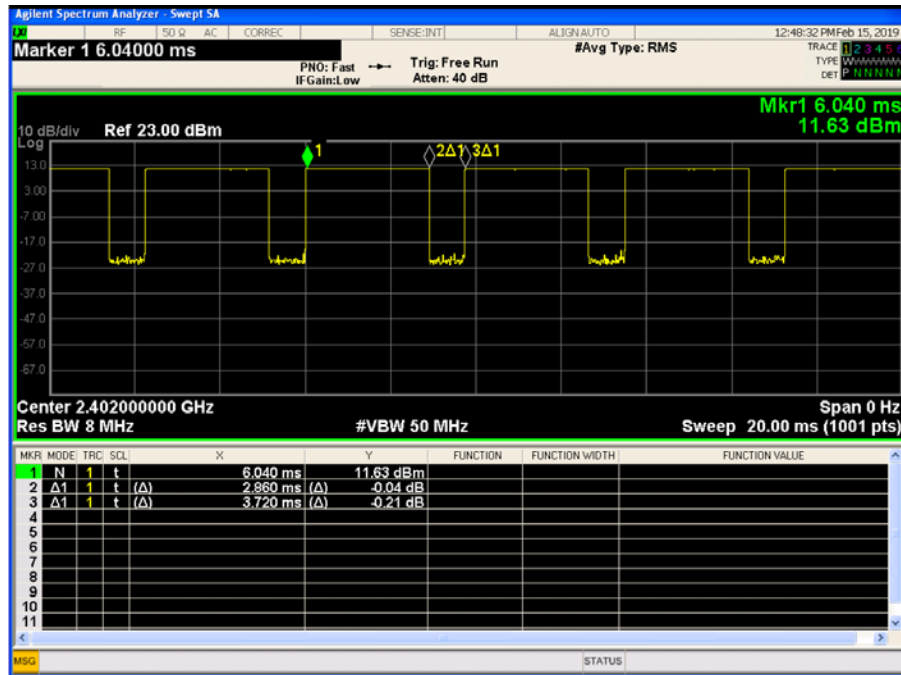 Agilent Spectrum Analyzer - Swept SA
LXI RF 50 Ω AC CORREC SENSE:INT ALIGN AUTO 12:48:32 PM Feb 15, 2019
Marker 1 6.04000 ms #Avg Type: RMS TRACE 1 2 3 4 5 6
PNO: Fast Trig: Free Run TYPE
IFGain:Low Atten: 40 dB DET P N N N N
Mkr1 6.040 ms
10 dB/div Ref 23.00 dBm 11.63 dBm
Log
1 2Δ1 3Δ1
13.0
3.00
-7.00
-17.0
-27.0
-37.0
-47.0
-57.0
-67.0
Center 2.402000000 GHz Span 0 Hz
Res BW 8 MHz #VBW 50 MHz Sweep 20.00 ms (1001 pts)
MKR MODE TRC SCL X Y FUNCTION FUNCTION WIDTH FUNCTION VALUE
1 N 1 t 6.040 ms 11.63 dBm
2 Δ1 1 t (Δ) 2.860 ms (Δ) -0.04 dB
3 Δ1 1 t (Δ) 3.720 ms (Δ) -0.21 dB
4
5
6
7
8
9
10
11
MSG STATUS